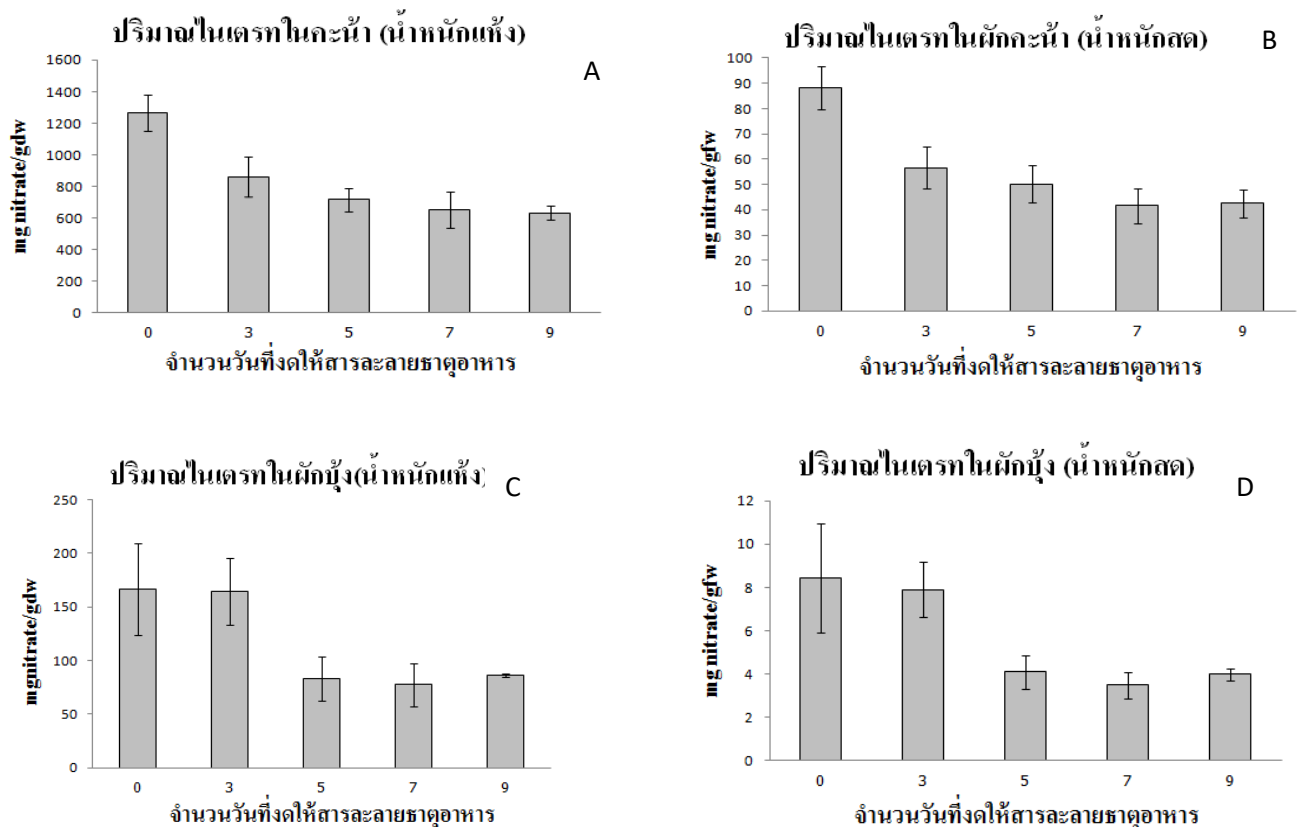 ปริมาณไนเตรทในคะน้า (น้ำหนักแห้ง)
A
mg nitrate/gdw
1600
1400
1200
1000
800
600
400
200
0
0 3 5 7 9
จำนวนวันที่งดให้สารละลายธาตุอาหาร
ปริมาณไนเตรทในผักคะน้า (น้ำหนักสด)
B
mg nitrate/gfw
100
90
80
70
60
50
40
30
20
10
0
0 3 5 7 9
จำนวนวันที่งดให้สารละลายธาตุอาหาร
ปริมาณไนเตรทในผักบุ้ง(น้ำหนักแห้ง)
C
mgnitrate/gdw
250
200
150
100
50
0
0 3 5 7 9
จำนวนวันที่งดให้สารละลายธาตุอาหาร
ปริมาณไนเตรทในผักบุ้ง (น้ำหนักสด)
D
mg nitrate/gfw
12
10
8
6
4
2
0
0 3 5 7 9
จำนวนวันที่งดให้สารละลายธาตุอาหาร